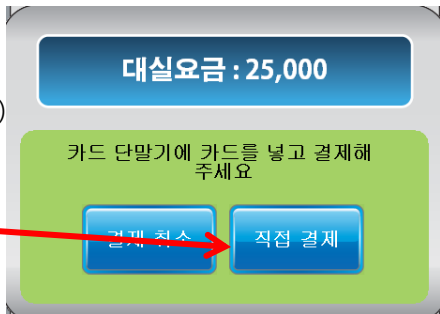 대실요금 : 25,000
)
카드 단말기에 카드를 넣고 결제해
주세요
결제 취소
직접 결제